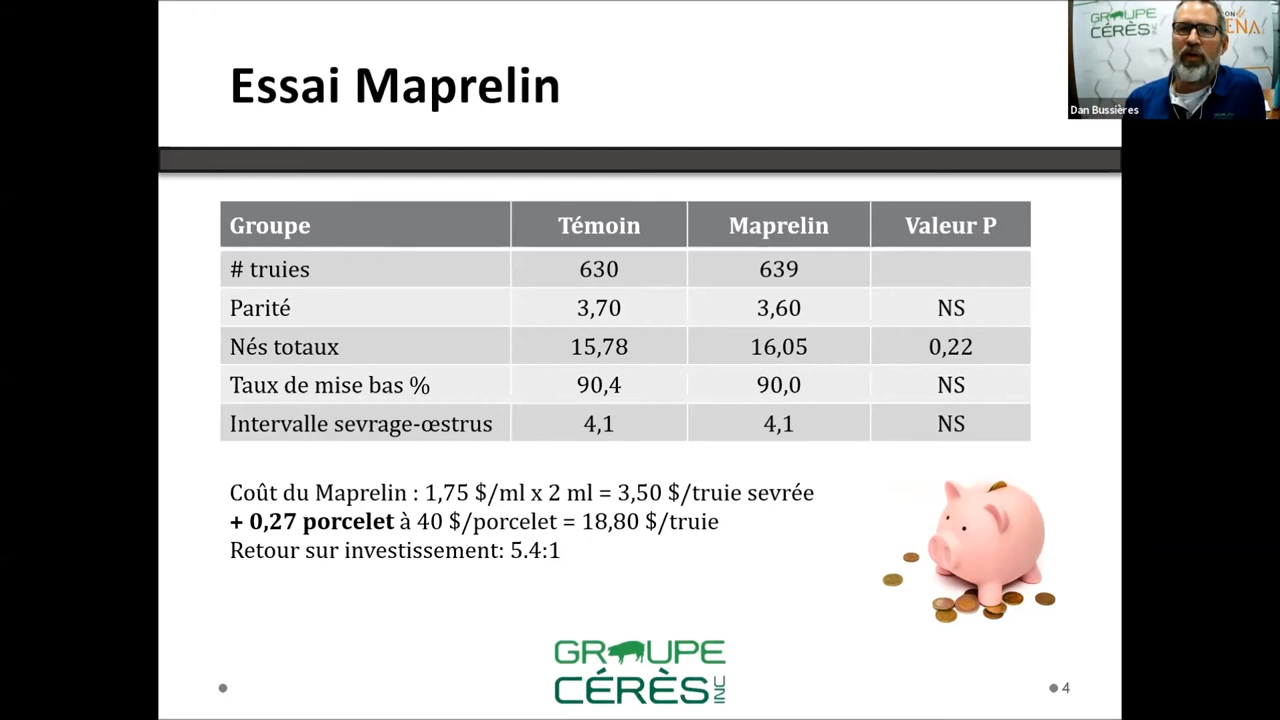 Essai Maprelin
GROUPE
CÉRÈS INC
ON
ENA
Dan Bussières
Groupe Témoin Maprelin Valeur P
# truies 630 639
Parité 3,70 3,60 NS
Nés totaux 15,78 16,05 0,22
Taux de mise bas % 90,4 90,0 NS
Intervalle sevrage-œstrus 4,1 4,1 NS
Coût du Maprelin : 1,75 $/ml x 2 ml = 3,50 $/truie sevrée
+ 0,27 porcelet à 40 $/porcelet = 18,80 $/truie
Retour sur investissement: 5.4:1
GROUPE
CÉRÈS INC
4